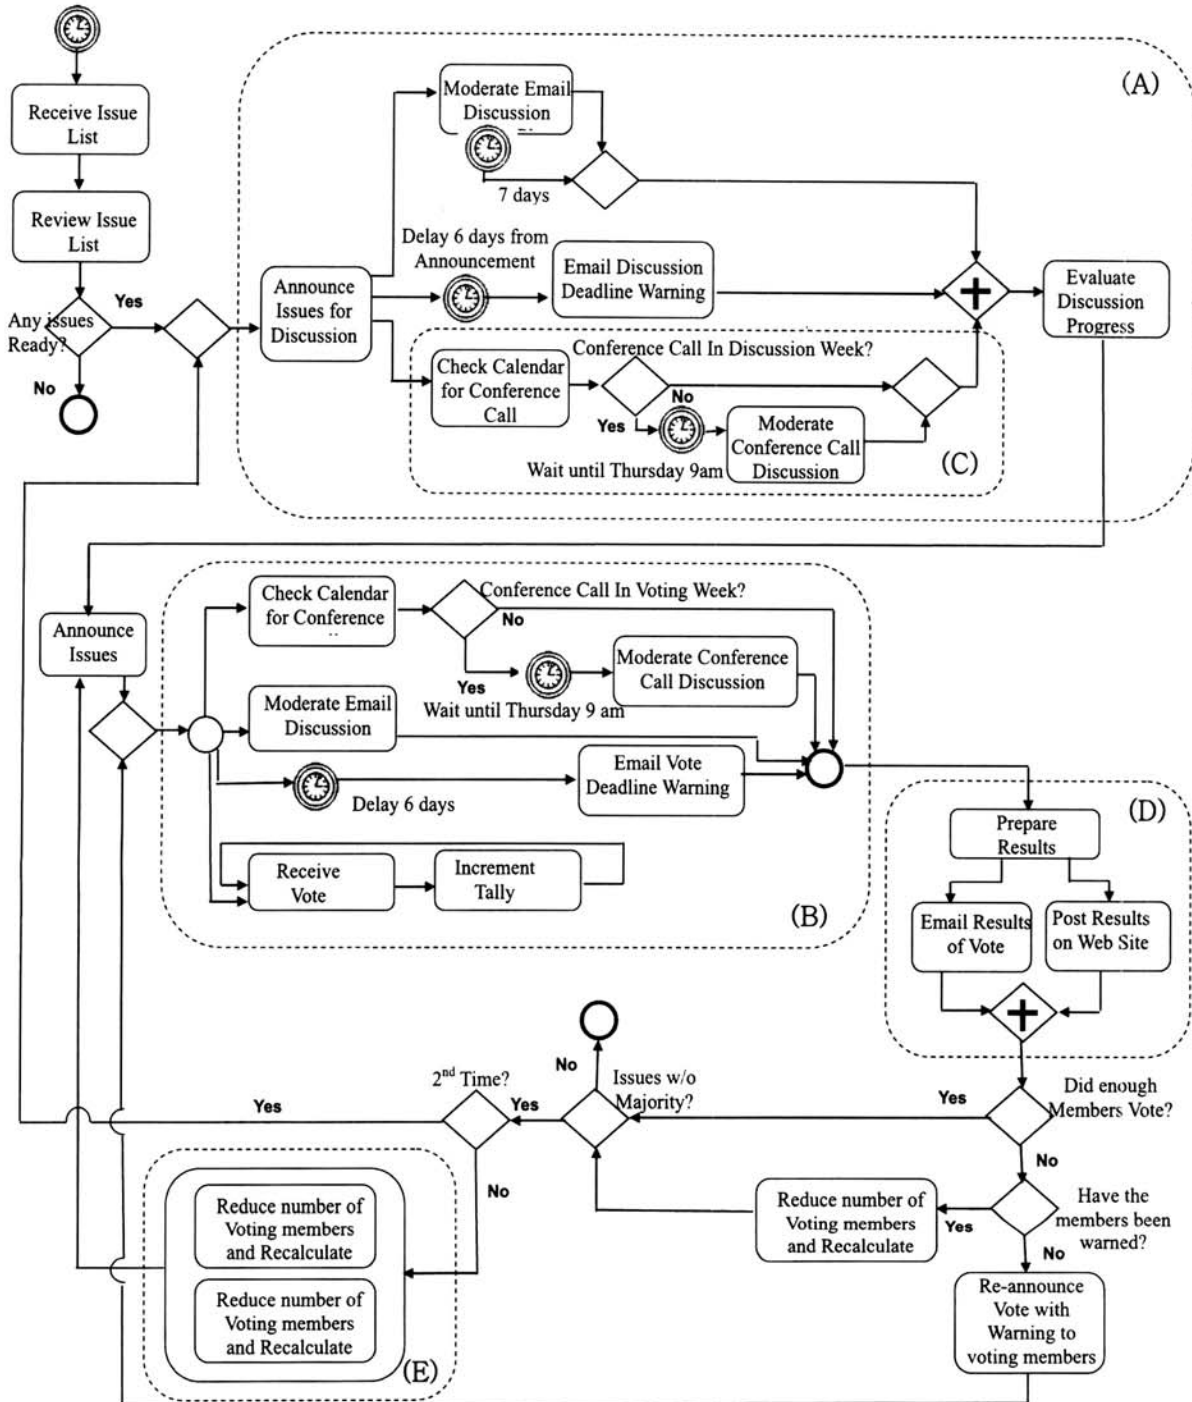 Receive Issue
List
Review Issue
List
Any issues
Ready?
Yes
No
(A)
Moderate Email
Discussion
7 days
Delay 6 days from
Announcement
Announce
Issues for
Discussion
Email Discussion
Deadline Warning
Evaluate
Discussion
Progress
Conference Call In Discussion Week?
Check Calendar
for Conference
Call
No
Yes
Wait until Thursday 9am
Moderate
Conference Call
Discussion
(C)
Announce
Issues
Check Calendar
for Conference
Conference Call In Voting Week?
No
Yes
Wait until Thursday 9 am
Moderate Conference
Call Discussion
Moderate Email
Discussion
Delay 6 days
Email Vote
Deadline Warning
Receive
Vote
Increment
Tally
(B)
(D)
Prepare
Results
Email Results
of Vote
Post Results
on Web Site
Did enough
Members Vote?
Yes
No
Issues w/o
Majority?
No
Yes
2nd Time?
Yes
No
Have the
members been
warned?
Yes
No
Reduce number of
Voting members
and Recalculate
Re-announce
Vote with
Warning to
voting members
Reduce number of
Voting members
and Recalculate
Reduce number of
Voting members
and Recalculate
(E)